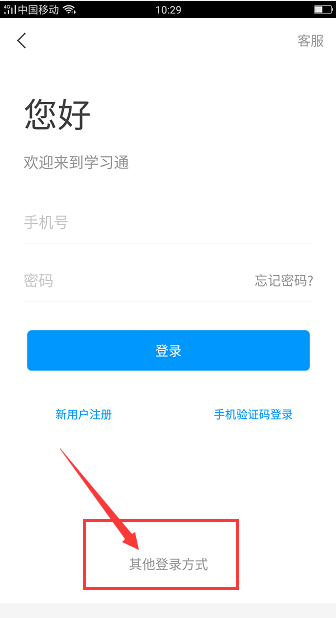 中国移动 10:29
客服
您好
欢迎来到学习通
手机号
密码 忘记密码?
登录
新用户注册 手机验证码登录
其他登录方式